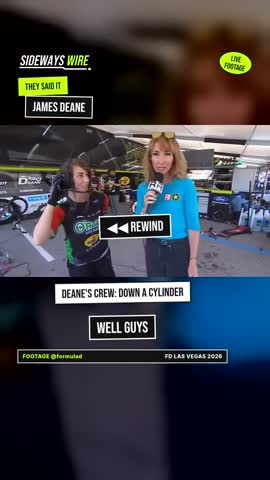 SIDEWAYS WIRE.
LIVE
FOOTAGE
THEY SAID IT
JAMES DEANE
REWIND
DEANE'S CREW: DOWN A CYLINDER
WELL GUYS
FOOTAGE @formulad
FD LAS VEGAS 2026